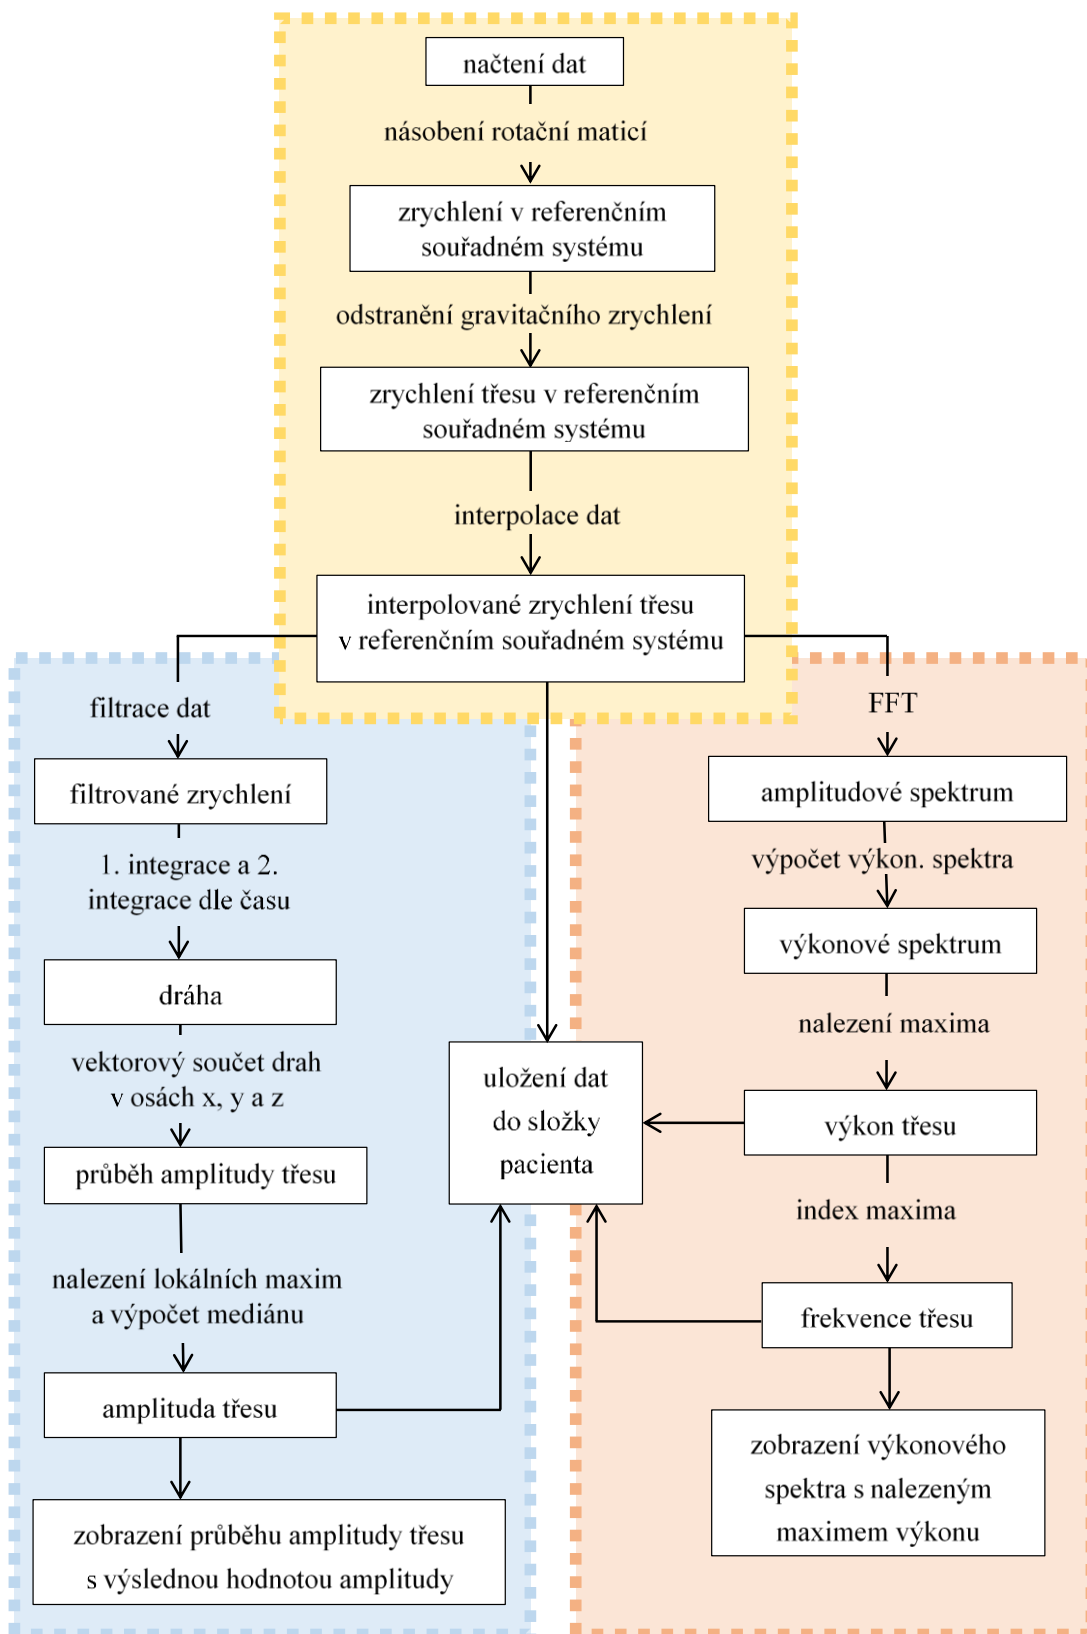 načtení dat
násobení rotační maticí
zrychlení v referenčním
souřadném systému
odstranění gravitačního zrychlení
zrychlení třesu v referenčním
souřadném systému
interpolace dat
interpolované zrychlení třesu
v referenčním souřadném systému
filtrace dat
filtrované zrychlení
1. integrace a 2.
integrace dle času
dráha
vektorový součet drah
v osách x, y a z
průběh amplitudy třesu
nalezení lokálních maxim
a výpočet mediánu
amplituda třesu
zobrazení průběhu amplitudy třesu
s výslednou hodnotou amplitudy
uložení dat
do složky
pacienta
FFT
amplitudové spektrum
výpočet výkon. spektra
výkonové spektrum
nalezení maxima
výkon třesu
index maxima
frekvence třesu
zobrazení výkonového
spektra s nalezeným
maximem výkonu